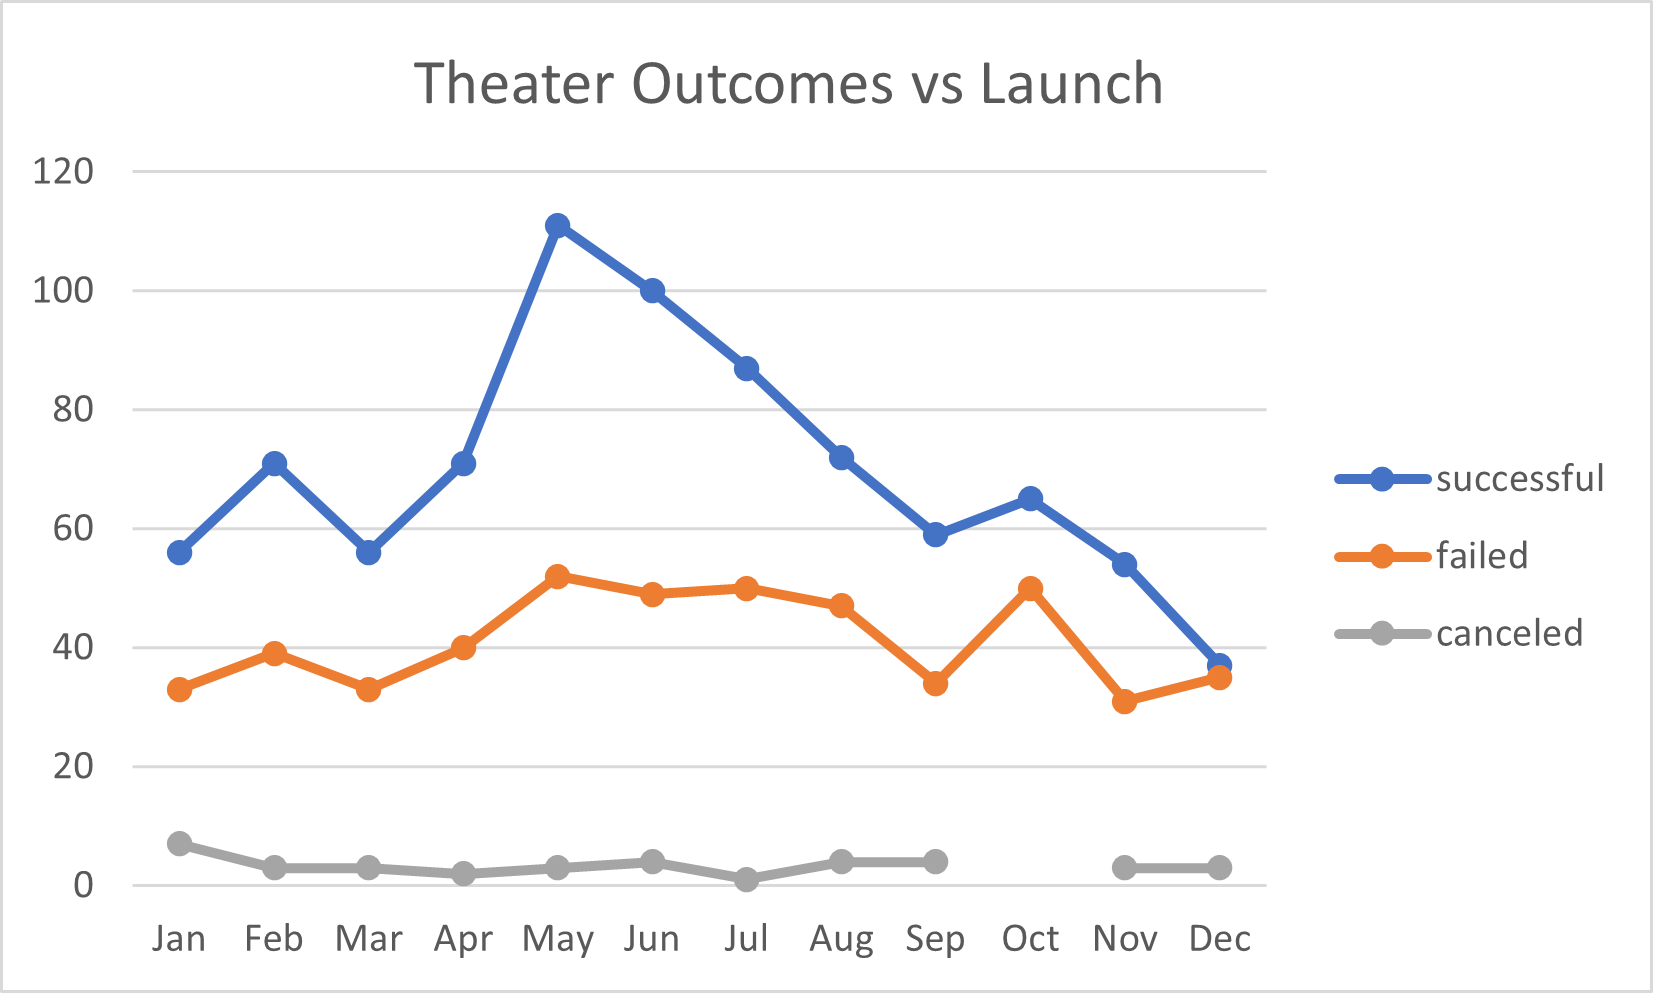 Theater Outcomes vs Launch
120
100
80
60
40
20
0
Jan Feb Mar Apr May Jun Jul Aug Sep Oct Nov Dec
successful
failed
canceled